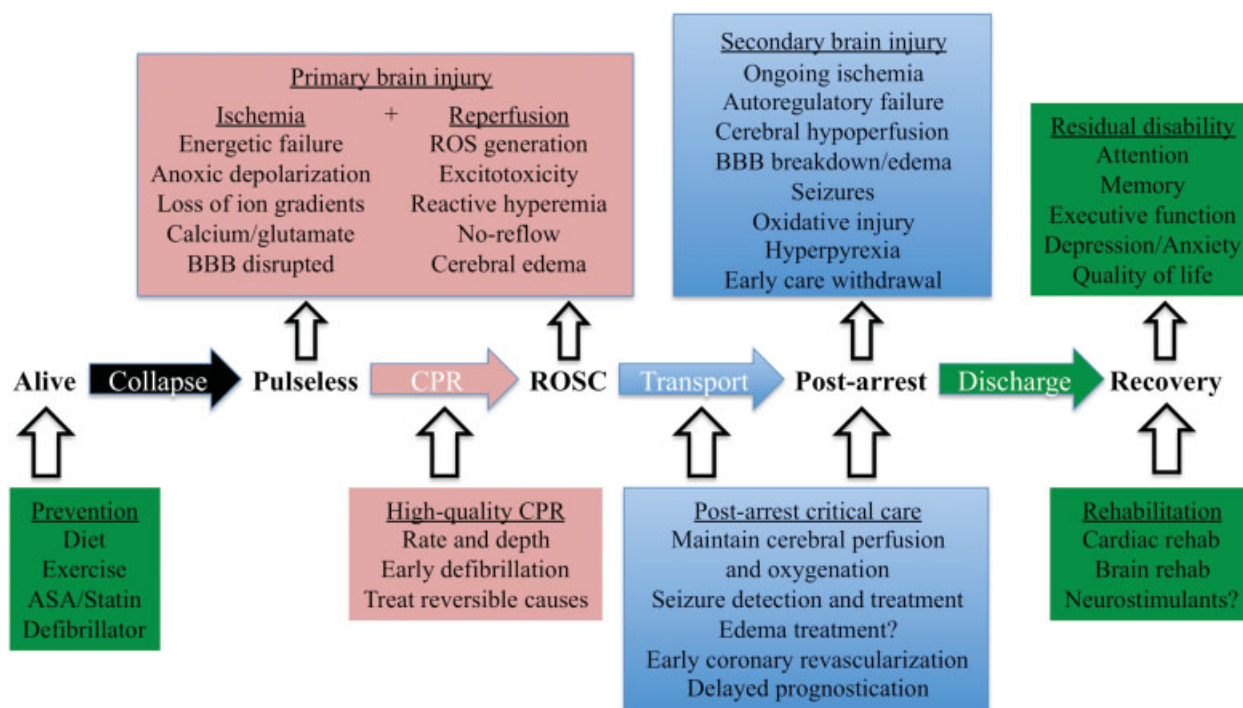 Primary brain injury
Ischemia + Reperfusion
Energetic failure ROS generation
Anoxic depolarization Excitotoxicity
Loss of ion gradients Reactive hyperemia
Calcium/glutamate No-reflow
BBB disrupted Cerebral edema
Secondary brain injury
Ongoing ischemia
Autoregulatory failure
Cerebral hypoperfusion
BBB breakdown/edema
Seizures
Oxidative injury
Hyperpyrexia
Early care withdrawal
Residual disability
Attention
Memory
Executive function
Depression/Anxiety
Quality of life
Alive Collapse Pulseless CPR ROSC Transport Post-arrest Discharge Recovery
Prevention
Diet
Exercise
ASA/Statin
Defibrillator
High-quality CPR
Rate and depth
Early defibrillation
Treat reversible causes
Post-arrest critical care
Maintain cerebral perfusion
and oxygenation
Seizure detection and treatment
Edema treatment?
Early coronary revascularization
Delayed prognostication
Rehabilitation
Cardiac rehab
Brain rehab
Neurostimulants?